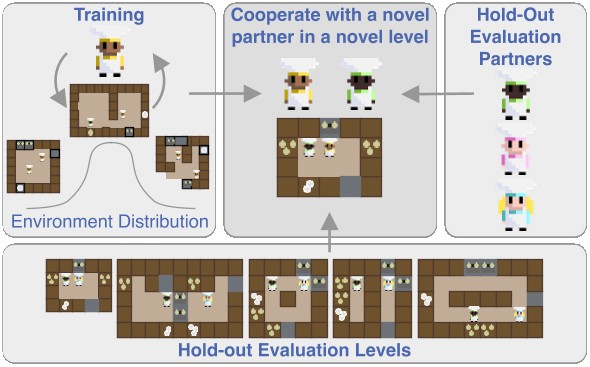 Training
Environment Distribution
Cooperate with a novel
partner in a novel level
Hold-Out
Evaluation
Partners
Hold-out Evaluation Levels